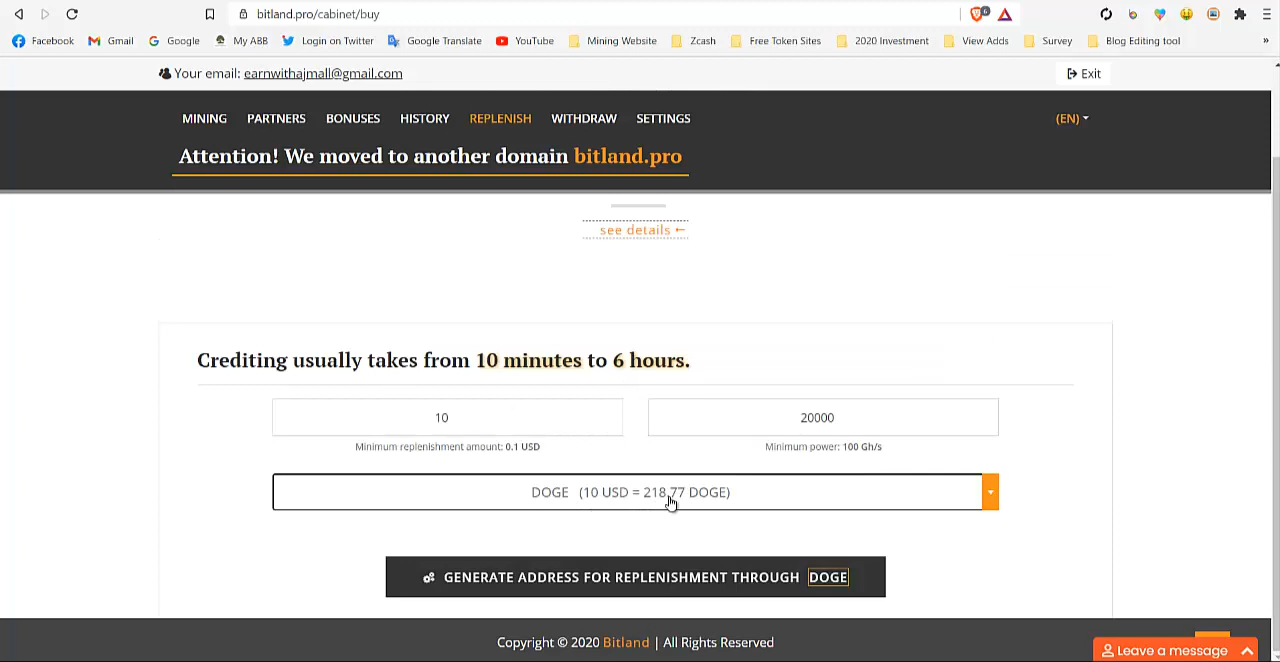 bitland.pro/cabinet/buy
6
Facebook Gmail Google My ABB Login on Twitter Google Translate YouTube Mining Website Zcash Free Token Sites 2020 Investment View Adds Survey Blog Editing tool »
Your email: earnwithajmall@gmail.com Exit
MINING PARTNERS BONUSES HISTORY REPLENISH WITHDRAW SETTINGS (EN)
Attention! We moved to another domain bitland.pro
see details ←
Crediting usually takes from 10 minutes to 6 hours.
10 20000
Minimum replenishment amount: 0.1 USD Minimum power: 100 Gh/s
DOGE (10 USD = 218.77 DOGE)
GENERATE ADDRESS FOR REPLENISHMENT THROUGH DOGE
Copyright © 2020 Bitland | All Rights Reserved
Leave a message